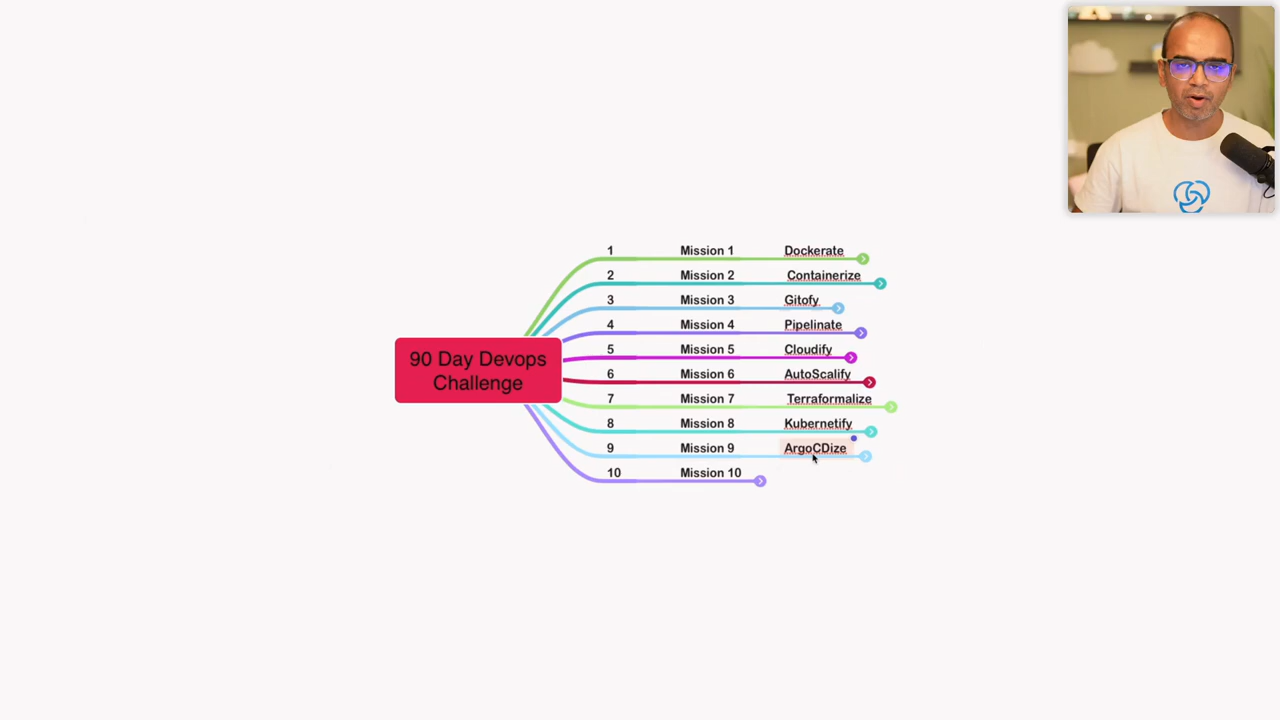 90 Day Devops
Challenge
1 Mission 1 Dockerate
2 Mission 2 Containerize
3 Mission 3 Gitofy
4 Mission 4 Pipelinate
5 Mission 5 Cloudify
6 Mission 6 AutoScalify
7 Mission 7 Terraformalize
8 Mission 8 Kubernetify
9 Mission 9 ArgoCDize
10 Mission 10